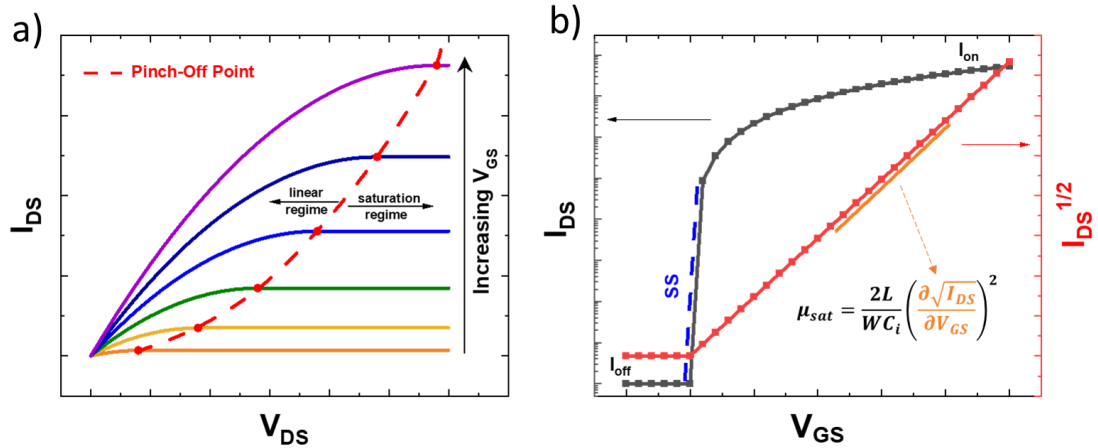 a)
I_DS
Pinch-Off Point
linear
regime
saturation
regime
Increasing V_GS
V_DS
b)
I_DS
I_on
I_off
SS
μ_sat = 2L/WC_i (∂√I_DS/∂V_GS)^2
I_DS^1/2
V_GS